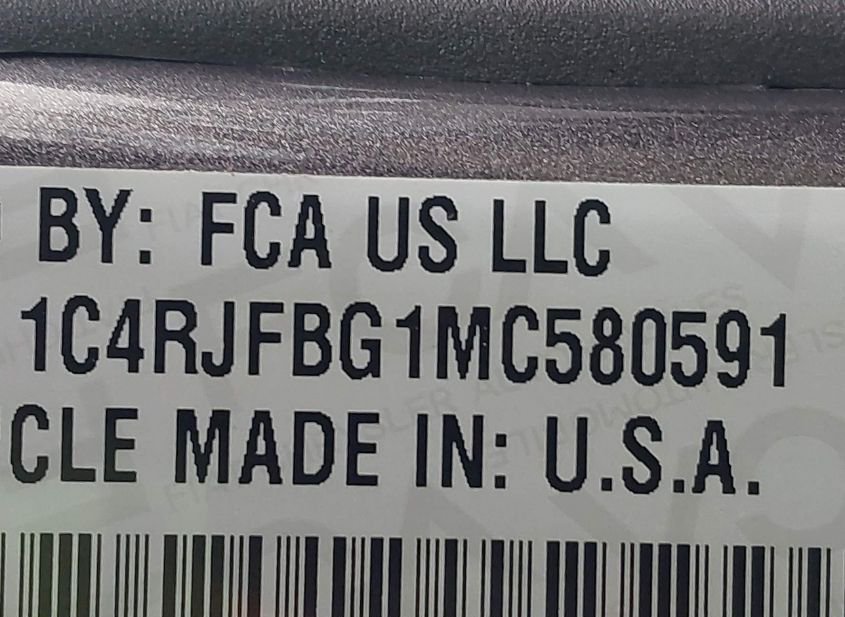 BY: FCA US LLC
1C4RJFBG1MC580591
CLE MADE IN: U.S.A.